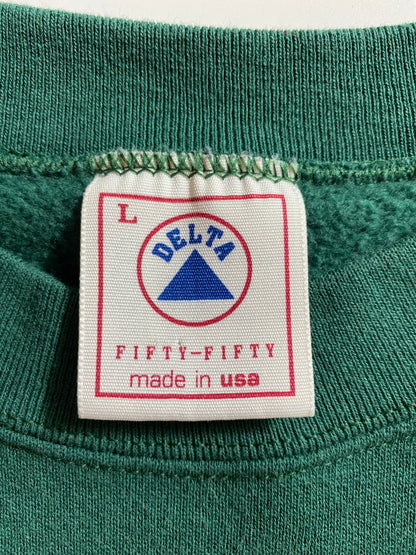 L
DELTA
FIFTY-FIFTY
made in usa